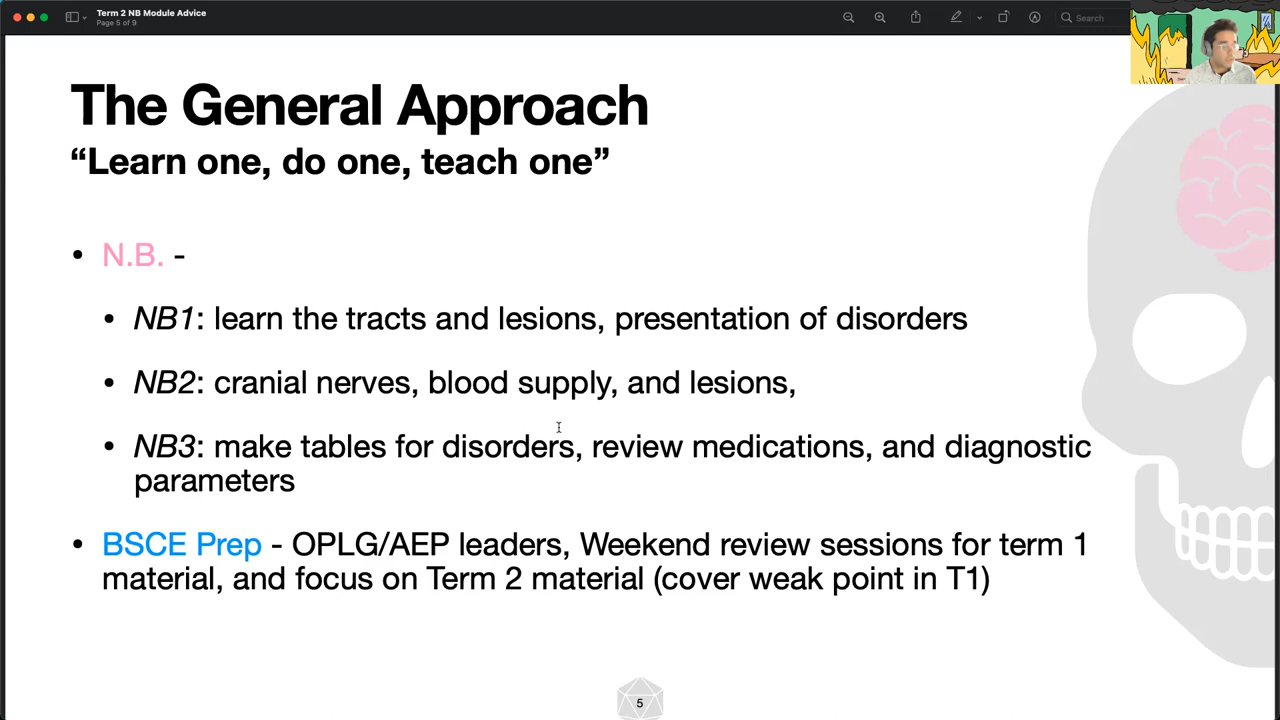 Term 2 NB Module Advice
Page 5 of 9
Search
The General Approach
“Learn one, do one, teach one”
• N.B. -
• NB1: learn the tracts and lesions, presentation of disorders
• NB2: cranial nerves, blood supply, and lesions,
• NB3: make tables for disorders, review medications, and diagnostic
parameters
• BSCE Prep - OPLG/AEP leaders, Weekend review sessions for term 1
material, and focus on Term 2 material (cover weak point in T1)
5